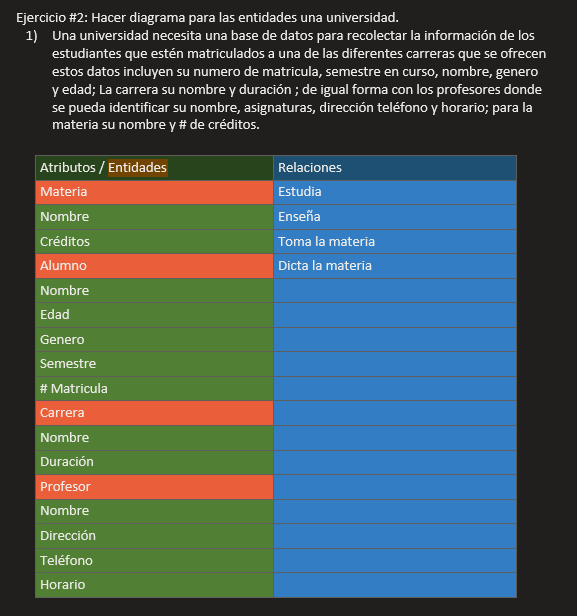 Ejercicio #2: Hacer diagrama para las entidades una universidad.
1) Una universidad necesita una base de datos para recolectar la información de los
estudiantes que estén matriculados a una de las diferentes carreras que se ofrecen
estos datos incluyen su numero de matricula, semestre en curso, nombre, genero
y edad; La carrera su nombre y duración ; de igual forma con los profesores donde
se pueda identificar su nombre, asignaturas, dirección teléfono y horario; para la
materia su nombre y # de créditos.
Atributos / Entidades Relaciones
Materia Estudia
Nombre Enseña
Créditos Toma la materia
Alumno Dicta la materia
Nombre
Edad
Genero
Semestre
# Matricula
Carrera
Nombre
Duración
Profesor
Nombre
Dirección
Teléfono
Horario